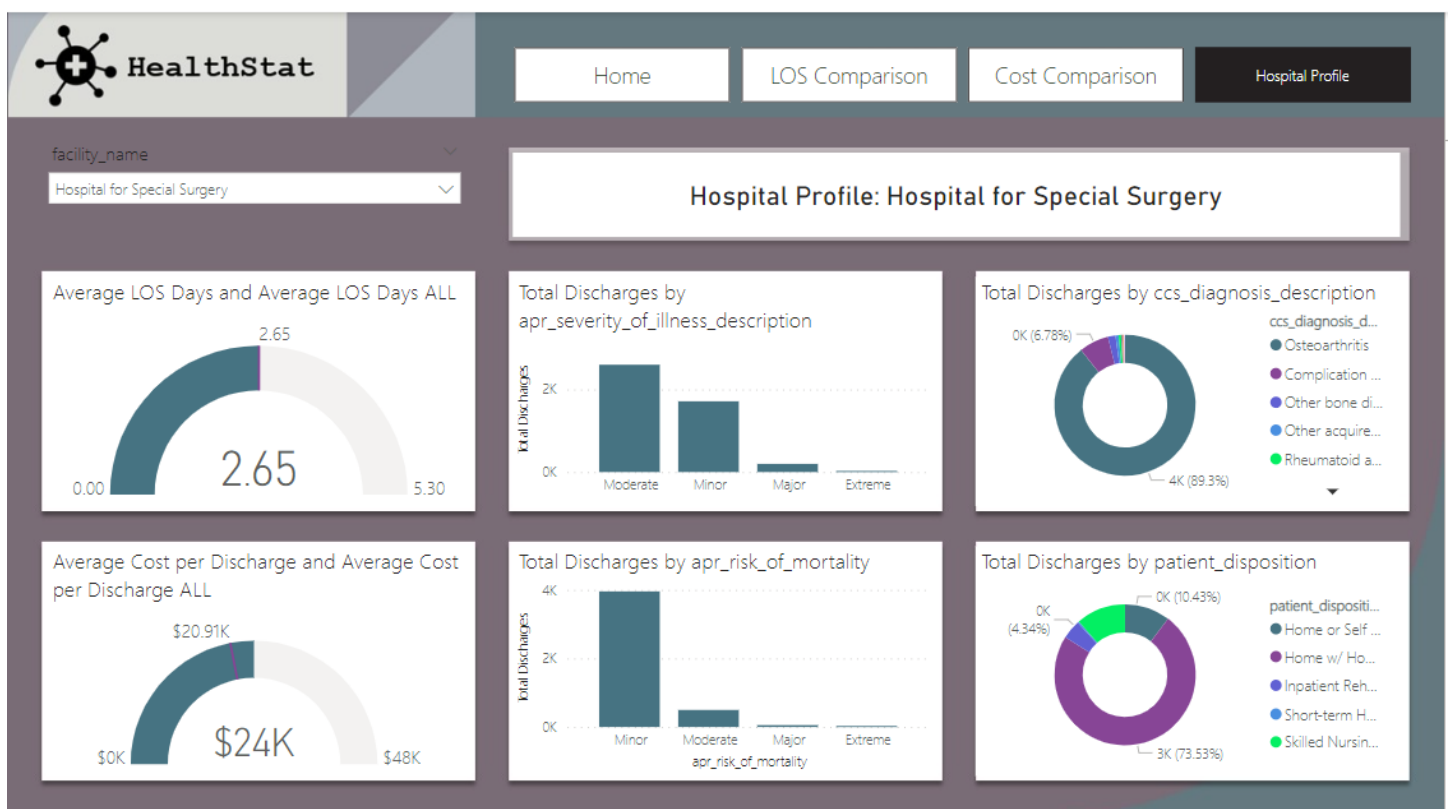 HealthStat
Home
LOS Comparison
Cost Comparison
Hospital Profile
facility_name
Hospital for Special Surgery
Hospital Profile: Hospital for Special Surgery
Average LOS Days and Average LOS Days ALL
2.65
2.65
0.00
5.30
Total Discharges by
apr_severity_of_illness_description
Total Discharges
2K
0K
Moderate
Minor
Major
Extreme
Total Discharges by ccs_diagnosis_description
0K (6.78%)
4K (89.3%)
ccs_diagnosis_d...
Osteoarthritis
Complication ...
Other bone di...
Other acquire...
Rheumatoid a...
Average Cost per Discharge and Average Cost
per Discharge ALL
$20.91K
$24K
$0K
$48K
Total Discharges by apr_risk_of_mortality
Total Discharges
4K
2K
0K
Minor
Moderate
Major
Extreme
apr_risk_of_mortality
Total Discharges by patient_disposition
0K (10.43%)
0K
(4.34%)
3K (73.53%)
patient_dispositi...
Home or Self ...
Home w/ Ho...
Inpatient Reh...
Short-term H...
Skilled Nursin...